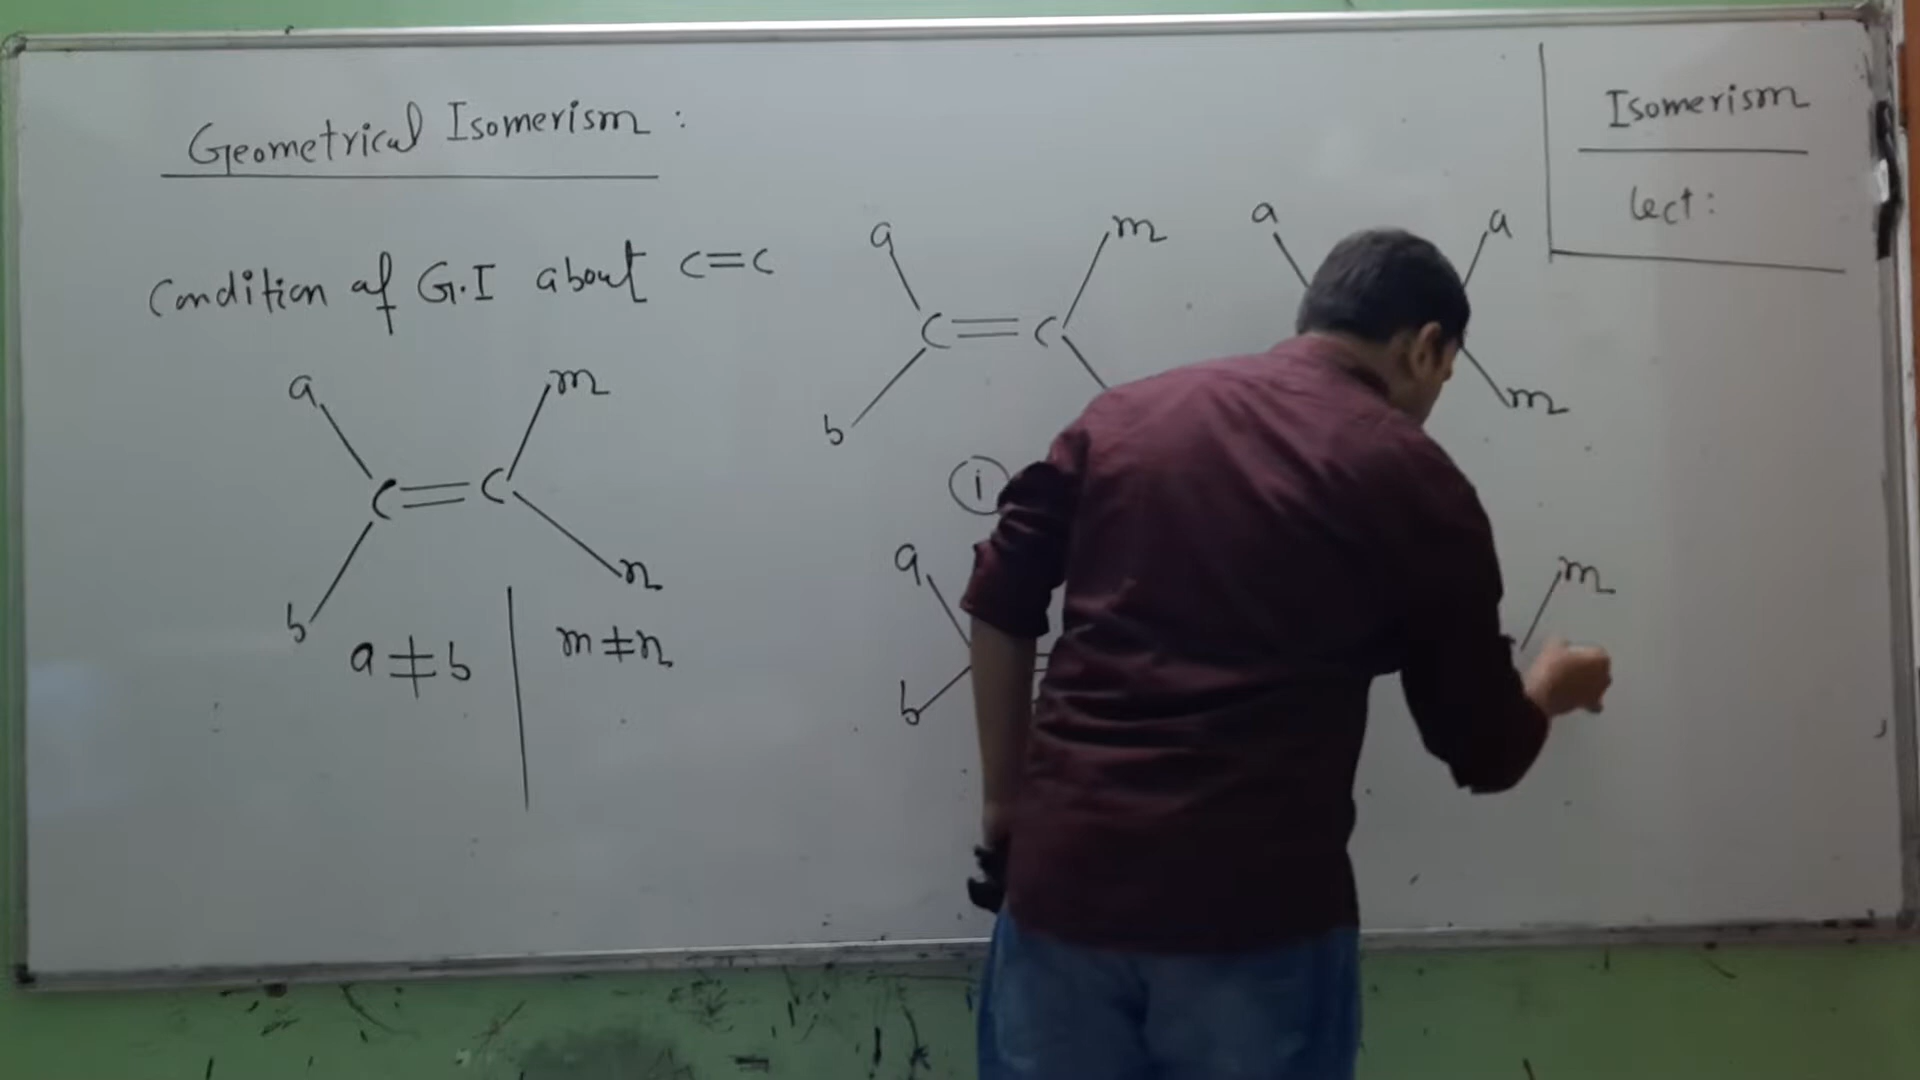 Geometrical Isomerism :
Condition of G.I about C=C
a
m
C=C
b
n
a ≠ b
m ≠ n
a
m
C=C
b
i
a
a
m
a
b
m
Isomerism
Lect :